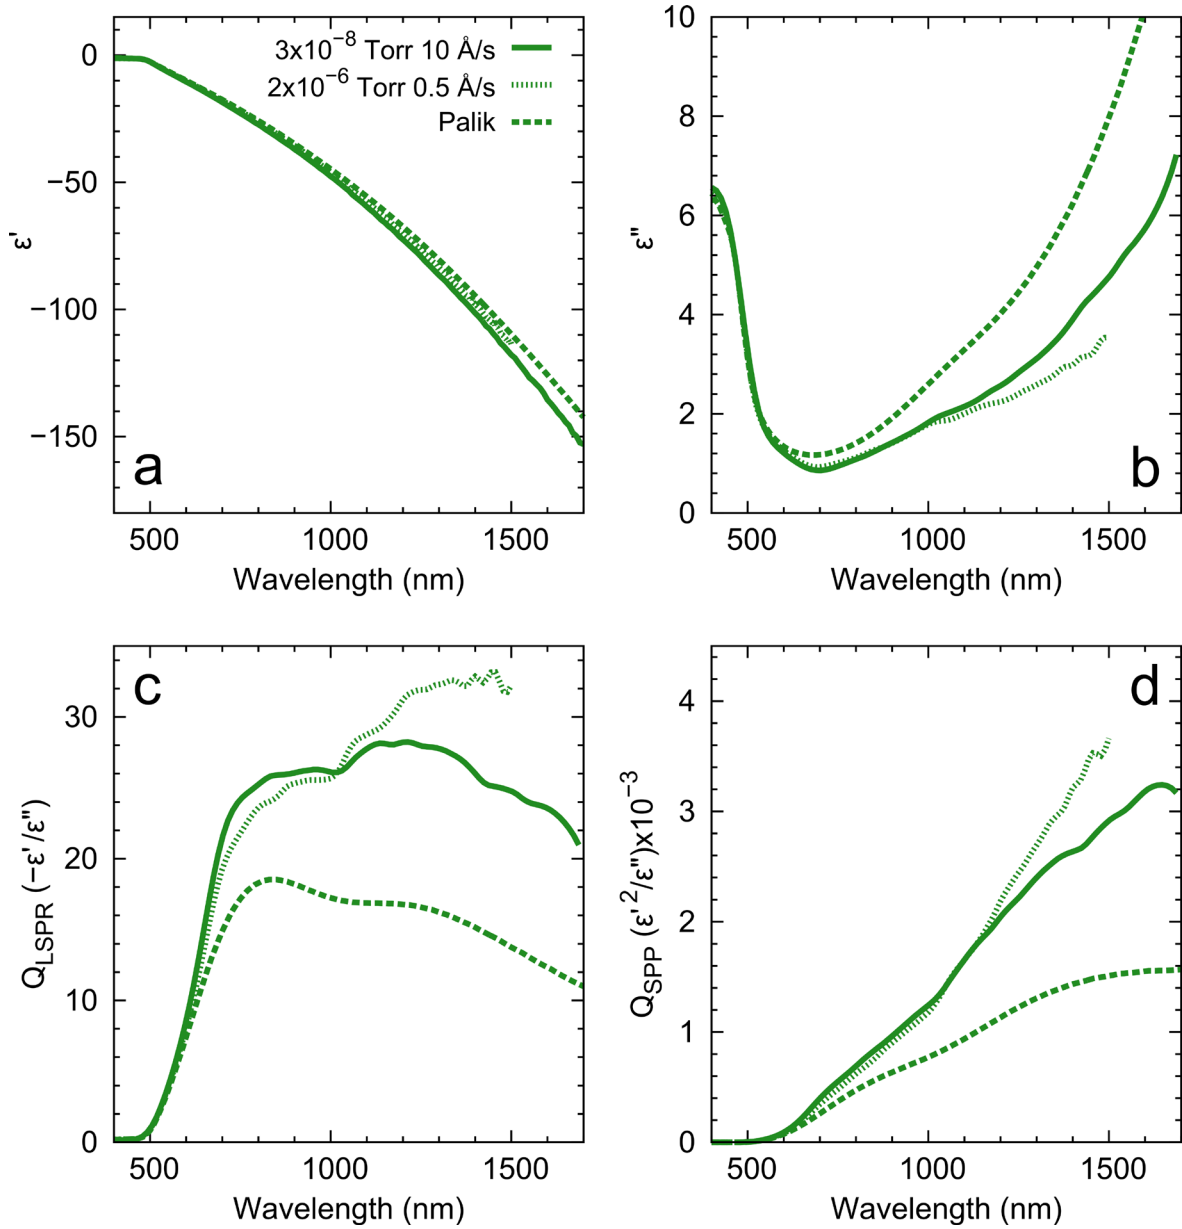 0
−50
−100
−150
ε'
3x10⁻⁸ Torr 10 Å/s
2x10⁻⁶ Torr 0.5 Å/s
Palik
a
500
1000
1500
Wavelength (nm)
10
8
6
4
2
0
ε"
b
500
1000
1500
Wavelength (nm)
30
20
10
0
Q_LSPR (−ε'/ε")
c
500
1000
1500
Wavelength (nm)
4
3
2
1
0
Q_SPP (ε'²/ε")x10⁻³
d
500
1000
1500
Wavelength (nm)